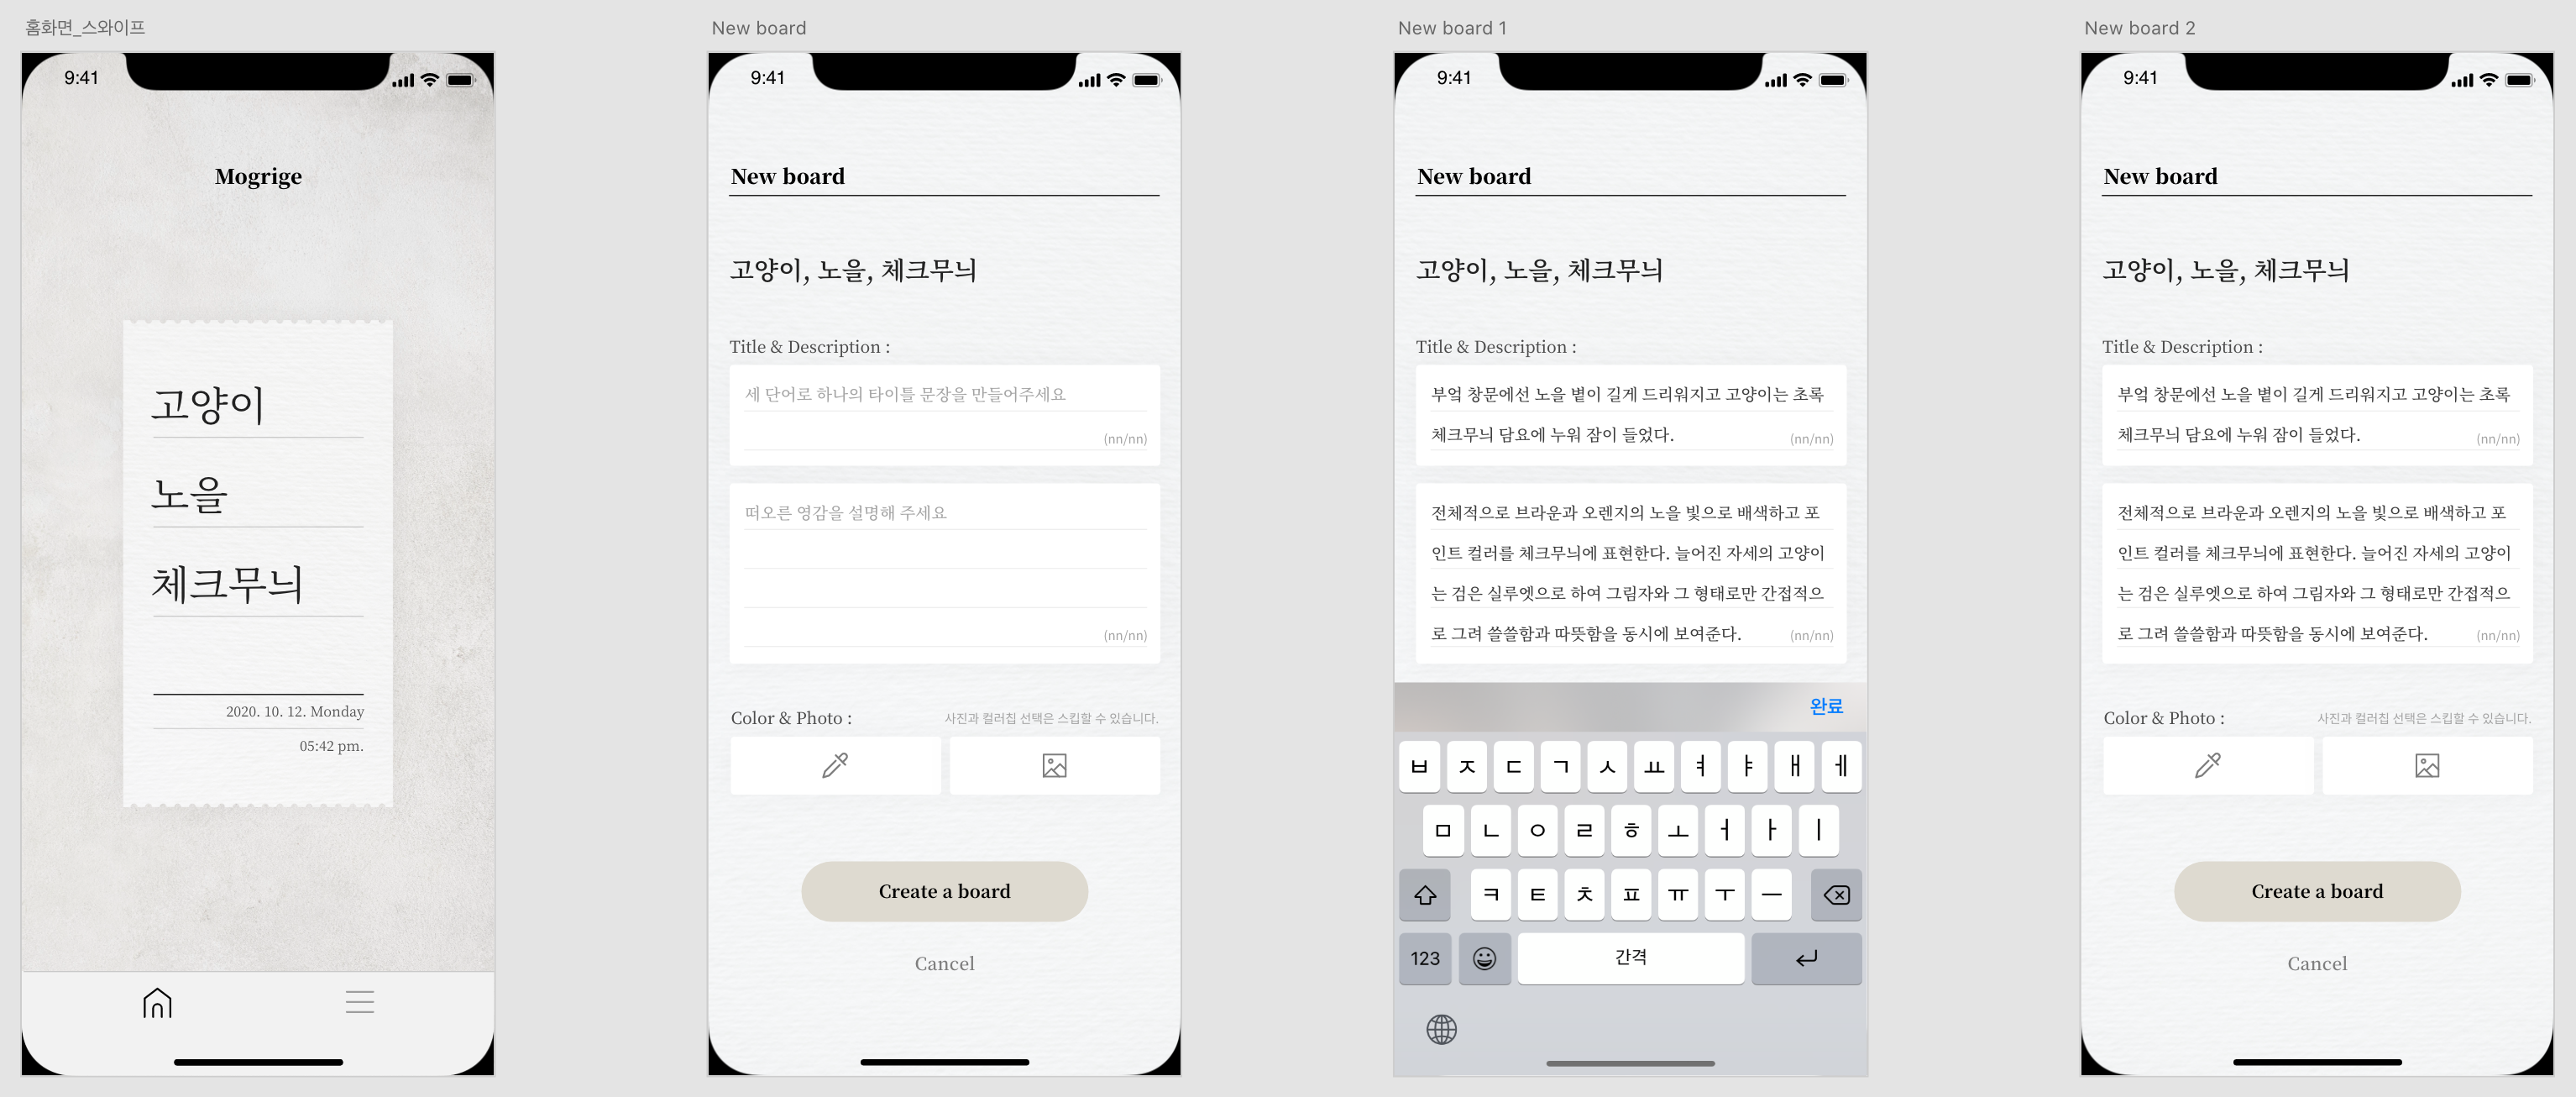 홈화면_스와이프
9:41
Mogrige
고양이
노을
체크무늬
2020. 10. 12. Monday
05:42 pm.
New board
9:41
New board
고양이, 노을, 체크무늬
Title & Description :
세 단어로 하나의 타이틀 문장을 만들어주세요
(nn/nn)
떠오른 영감을 설명해 주세요
(nn/nn)
Color & Photo :
사진과 컬러칩 선택은 스킵할 수 있습니다.
Create a board
Cancel
New board 1
9:41
New board
고양이, 노을, 체크무늬
Title & Description :
부엌 창문에선 노을 볕이 길게 드리워지고 고양이는 초록
체크무늬 담요에 누워 잠이 들었다.
(nn/nn)
전체적으로 브라운과 오렌지의 노을 빛으로 배색하고 포
인트 컬러를 체크무늬에 표현한다. 늘어진 자세의 고양이
는 검은 실루엣으로 하여 그림자와 그 형태로만 간접적으
로 그려 쓸쓸함과 따뜻함을 동시에 보여준다.
(nn/nn)
완료
ㅂ ㅈ ㄷ ㄱ ㅅ ㅛ ㅕ ㅑ ㅐ ㅔ
ㅁ ㄴ ㅇ ㄹ ㅎ ㅗ ㅓ ㅏ ㅣ
ㅋ ㅌ ㅊ ㅍ ㅠ ㅜ ㅡ
123 간격
New board 2
9:41
New board
고양이, 노을, 체크무늬
Title & Description :
부엌 창문에선 노을 볕이 길게 드리워지고 고양이는 초록
체크무늬 담요에 누워 잠이 들었다.
(nn/nn)
전체적으로 브라운과 오렌지의 노을 빛으로 배색하고 포
인트 컬러를 체크무늬에 표현한다. 늘어진 자세의 고양이
는 검은 실루엣으로 하여 그림자와 그 형태로만 간접적으
로 그려 쓸쓸함과 따뜻함을 동시에 보여준다.
(nn/nn)
Color & Photo :
사진과 컬러칩 선택은 스킵할 수 있습니다.
Create a board
Cancel